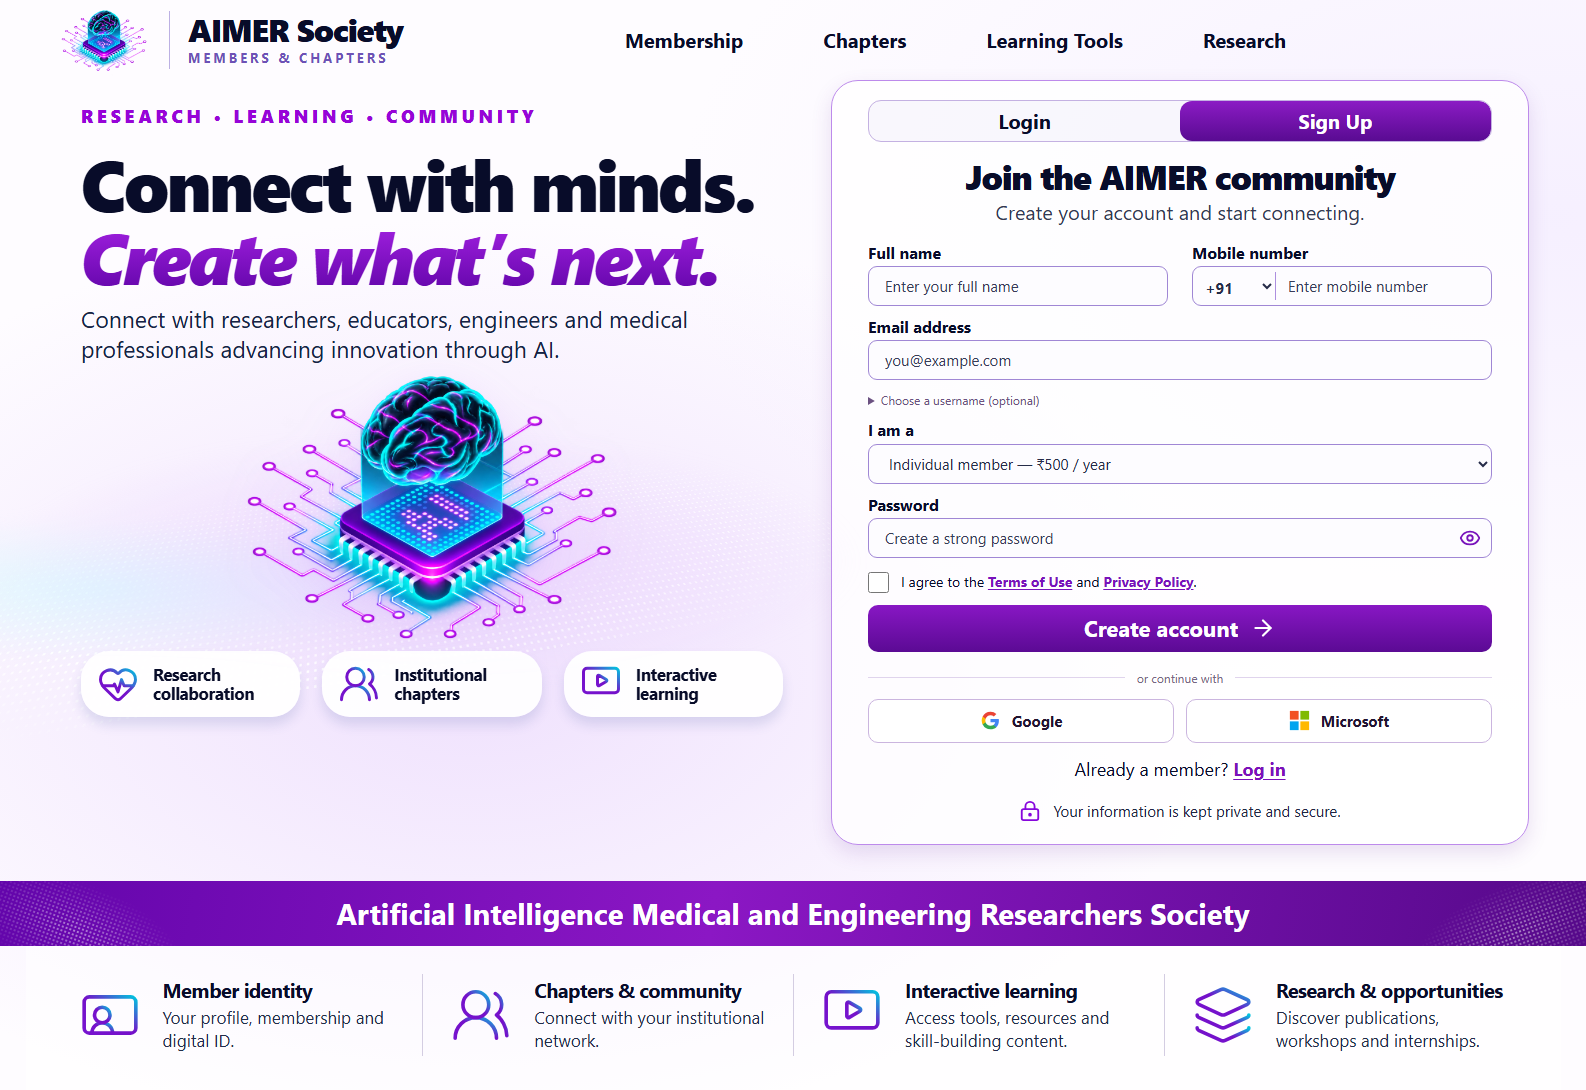 AIMER Society
MEMBERS & CHAPTERS
Membership
Chapters
Learning Tools
Research
RESEARCH • LEARNING • COMMUNITY
Connect with minds.
Create what's next.
Connect with researchers, educators, engineers and medical
professionals advancing innovation through AI.
Research
collaboration
Institutional
chapters
Interactive
learning
Login
Sign Up
Join the AIMER community
Create your account and start connecting.
Full name
Mobile number
Enter your full name
+91
Enter mobile number
Email address
you@example.com
Choose a username (optional)
I am a
Individual member — ₹500 / year
Password
Create a strong password
I agree to the Terms of Use and Privacy Policy.
Create account
or continue with
Google
Microsoft
Already a member? Log in
Your information is kept private and secure.
Artificial Intelligence Medical and Engineering Researchers Society
Member identity
Your profile, membership and
digital ID.
Chapters & community
Connect with your institutional
network.
Interactive learning
Access tools, resources and
skill-building content.
Research & opportunities
Discover publications,
workshops and internships.